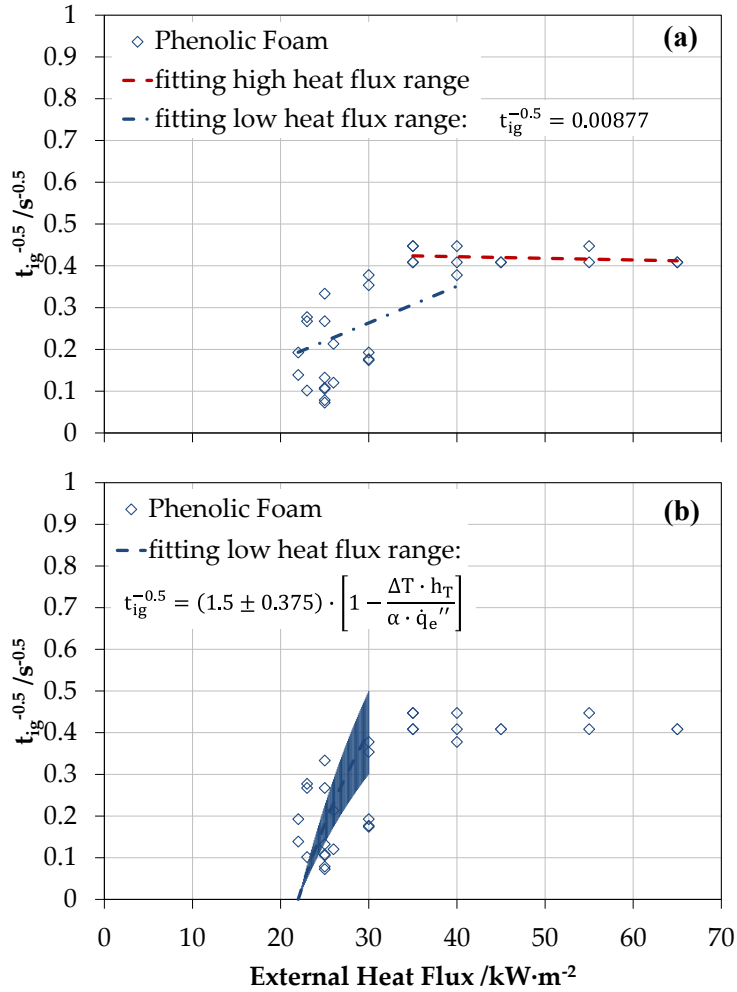 1
0.9
0.8
0.7
0.6
0.5
0.4
0.3
0.2
0.1
0
t_ig^-0.5 /s^-0.5
(a)
Phenolic Foam
fitting high heat flux range
fitting low heat flux range: t_ig^-0.5 = 0.00877
1
0.9
0.8
0.7
0.6
0.5
0.4
0.3
0.2
0.1
0
t_ig^-0.5 /s^-0.5
(b)
Phenolic Foam
fitting low heat flux range:
t_ig^-0.5 = (1.5 ± 0.375) · [1 − (ΔT · h_T)/(α · q̇_e'')]
0 10 20 30 40 50 60 70
External Heat Flux /kW·m^-2